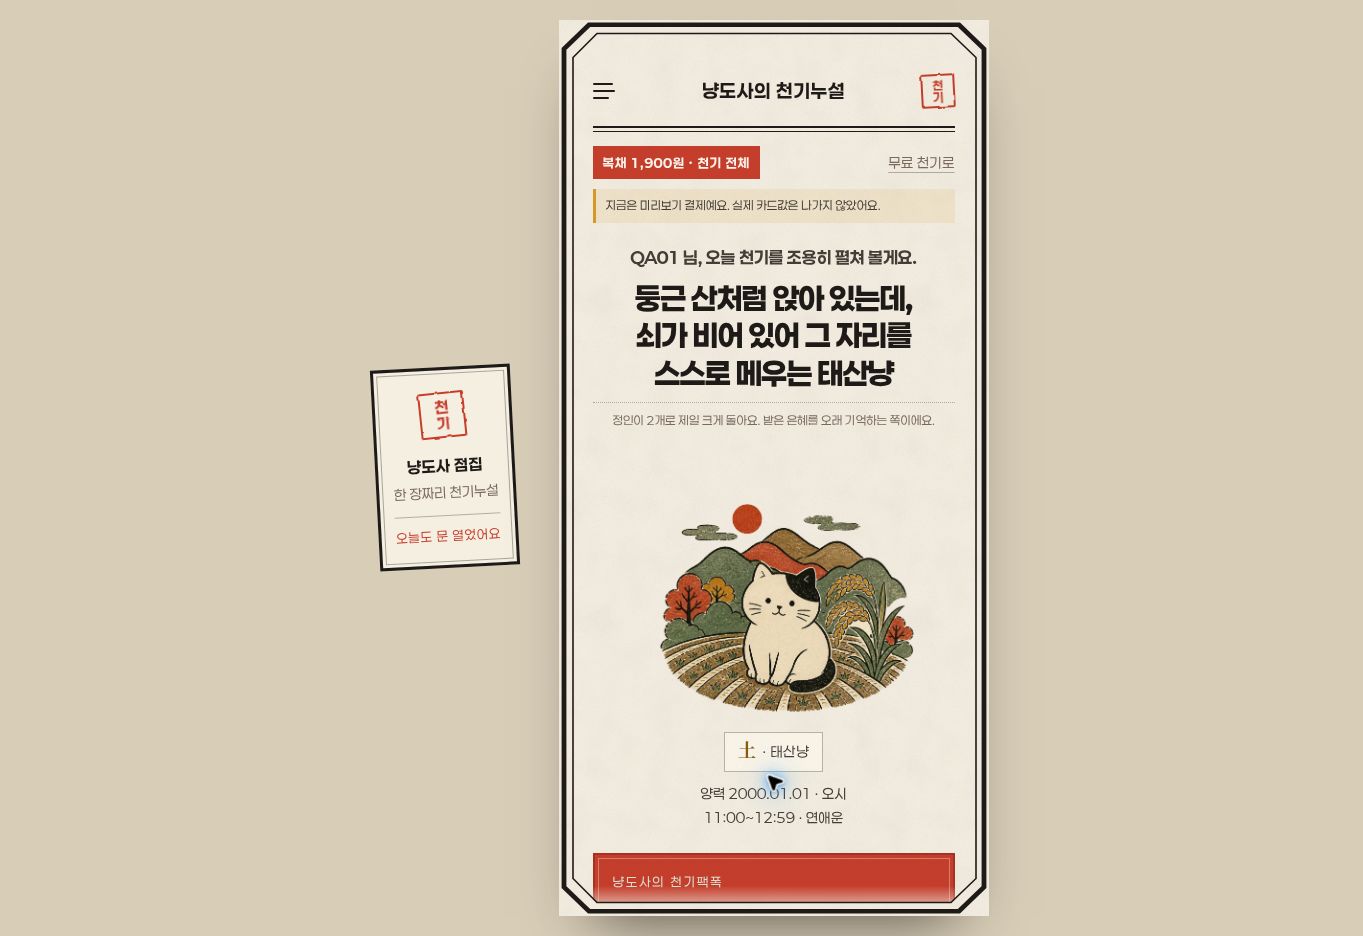 천
기
냥도사 점집
한 장짜리 천기누설
오늘도 문 열었어요
냥도사의 천기누설
천
기
복채 1,900원 · 천기 전체
무료 천기로
지금은 미리보기 결제예요. 실제 카드값은 나가지 않았어요.
QA01 님, 오늘 천기를 조용히 펼쳐 볼게요.
둥근 산처럼 앉아 있는데,
쇠가 비어 있어 그 자리를
스스로 메우는 태산냥
정인이 2개로 제일 크게 돌아요. 받은 은혜를 오래 기억하는 쪽이에요.
土 · 태산냥
양력 2000.01.01 · 오시
11:00~12:59 · 연애운
냥도사의 천기팩폭